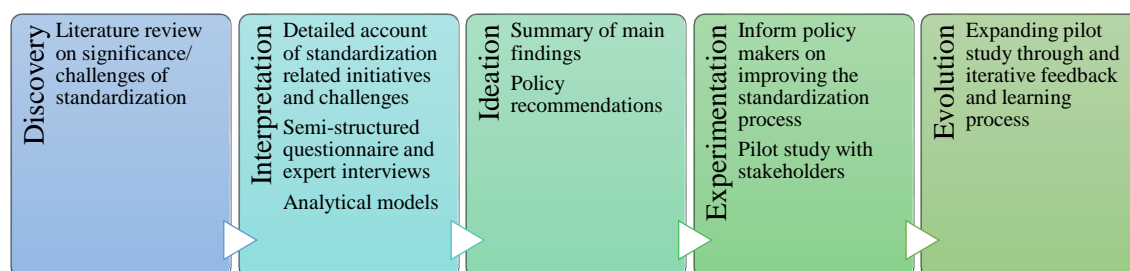 Discovery
Literature review
on significance/
challenges of
standardization
Interpretation
Detailed account
of standardization
related initiatives
and challenges
Semi-structured
questionnaire and
expert interviews
Analytical models
Ideation
Summary of main
findings
Policy
recommendations
Experimentation
Inform policy
makers on
improving the
standardization
process
Pilot study with
stakeholders
Evolution
Expanding pilot
study through and
iterative feedback
and learning
process